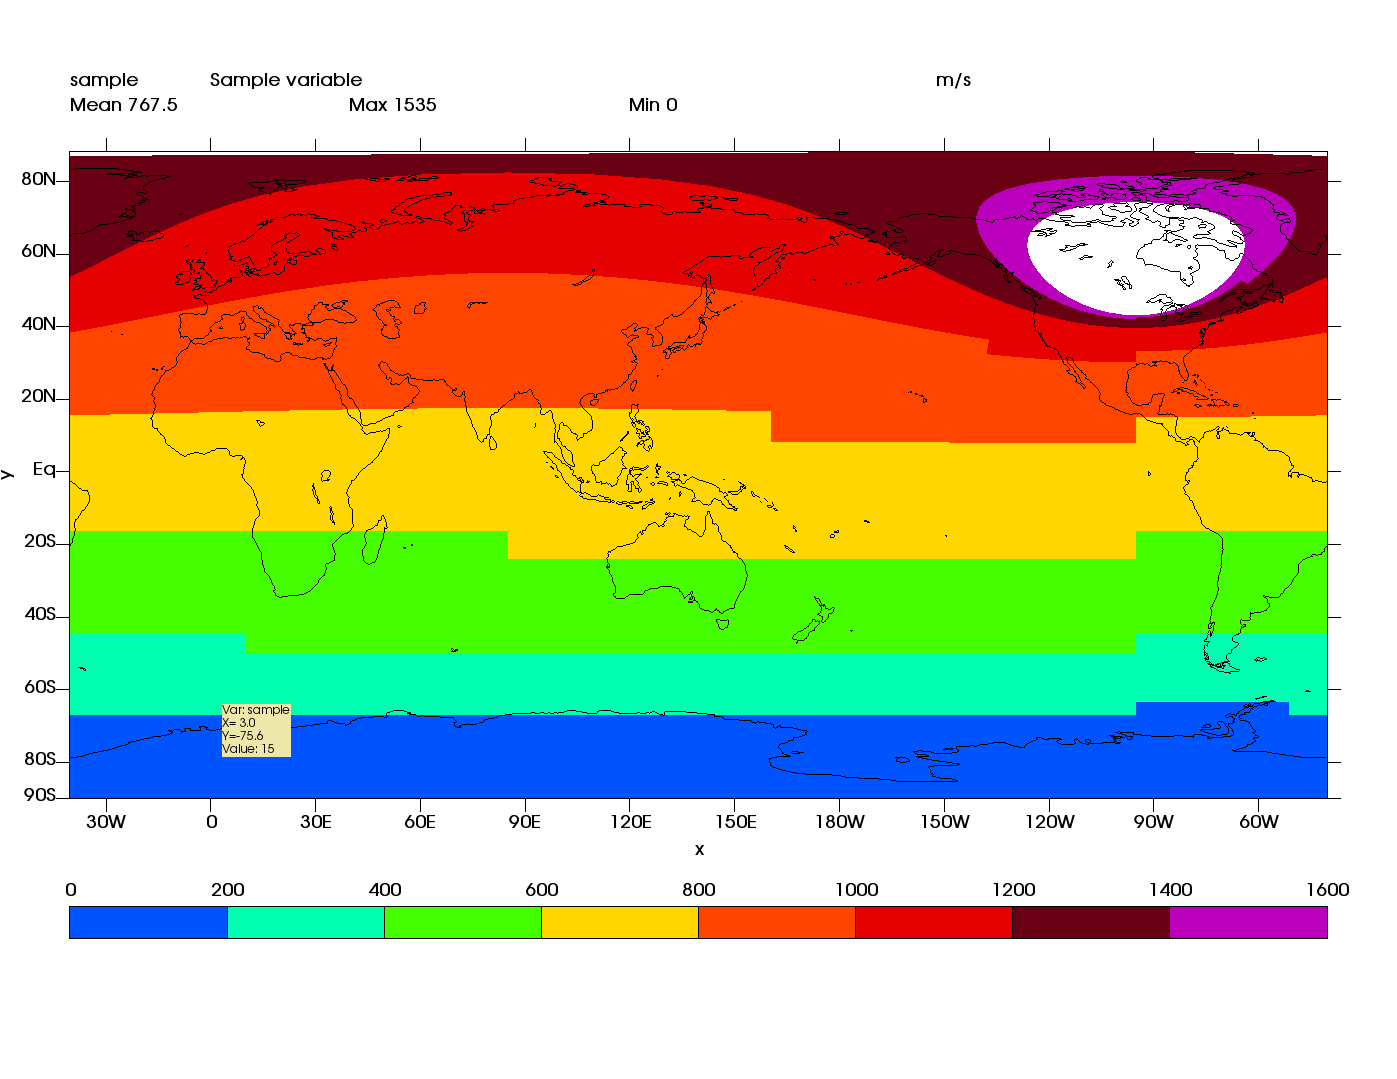 sample Sample variable m/s
Mean 767.5 Max 1535 Min 0
80N
60N
40N
20N
Eq
y
20S
40S
60S
Var: sample
X= 3.0
Y=-75.6
Value: 15
80S
90S
30W 0 30E 60E 90E 120E 150E 180W 150W 120W 90W 60W
x
0 200 400 600 800 1000 1200 1400 1600